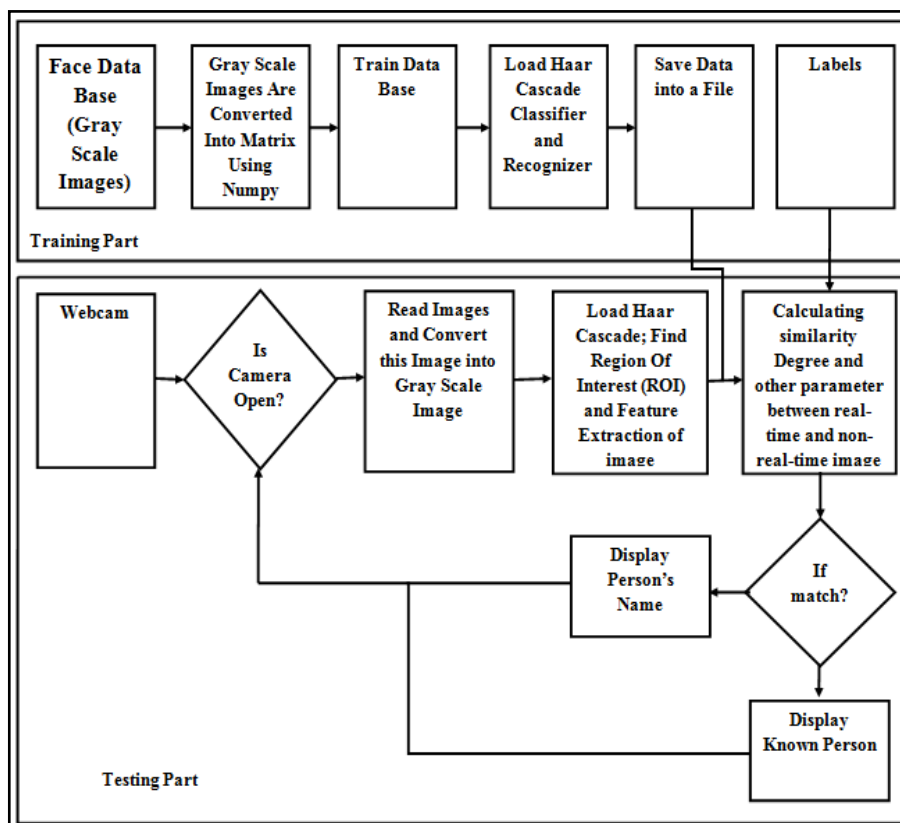 Face Data
Base
(Gray
Scale
Images)
Gray Scale
Images Are
Converted
Into Matrix
Using
Numpy
Train Data
Base
Load Haar
Cascade
Classifier
and
Recognizer
Save Data
into a File
Labels
Training Part
Webcam
Is
Camera
Open?
Read Images
and Convert
this Image into
Gray Scale
Image
Load Haar
Cascade; Find
Region Of
Interest (ROI)
and Feature
Extraction of
image
Calculating
similarity
Degree and
other parameter
between real-
time and non-
real-time image
If
match?
Display
Person's
Name
Display
Known Person
Testing Part